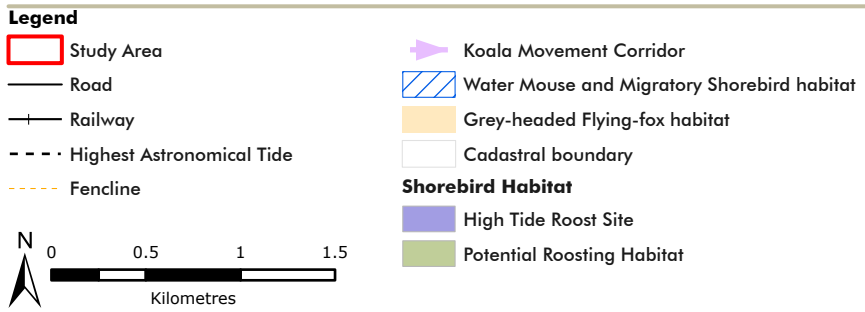 Legend
Study Area
Road
Railway
Highest Astronomical Tide
Fencline
Koala Movement Corridor
Water Mouse and Migratory Shorebird habitat
Grey-headed Flying-fox habitat
Cadastral boundary
Shorebird Habitat
High Tide Roost Site
Potential Roosting Habitat
N
0 0.5 1 1.5
Kilometres